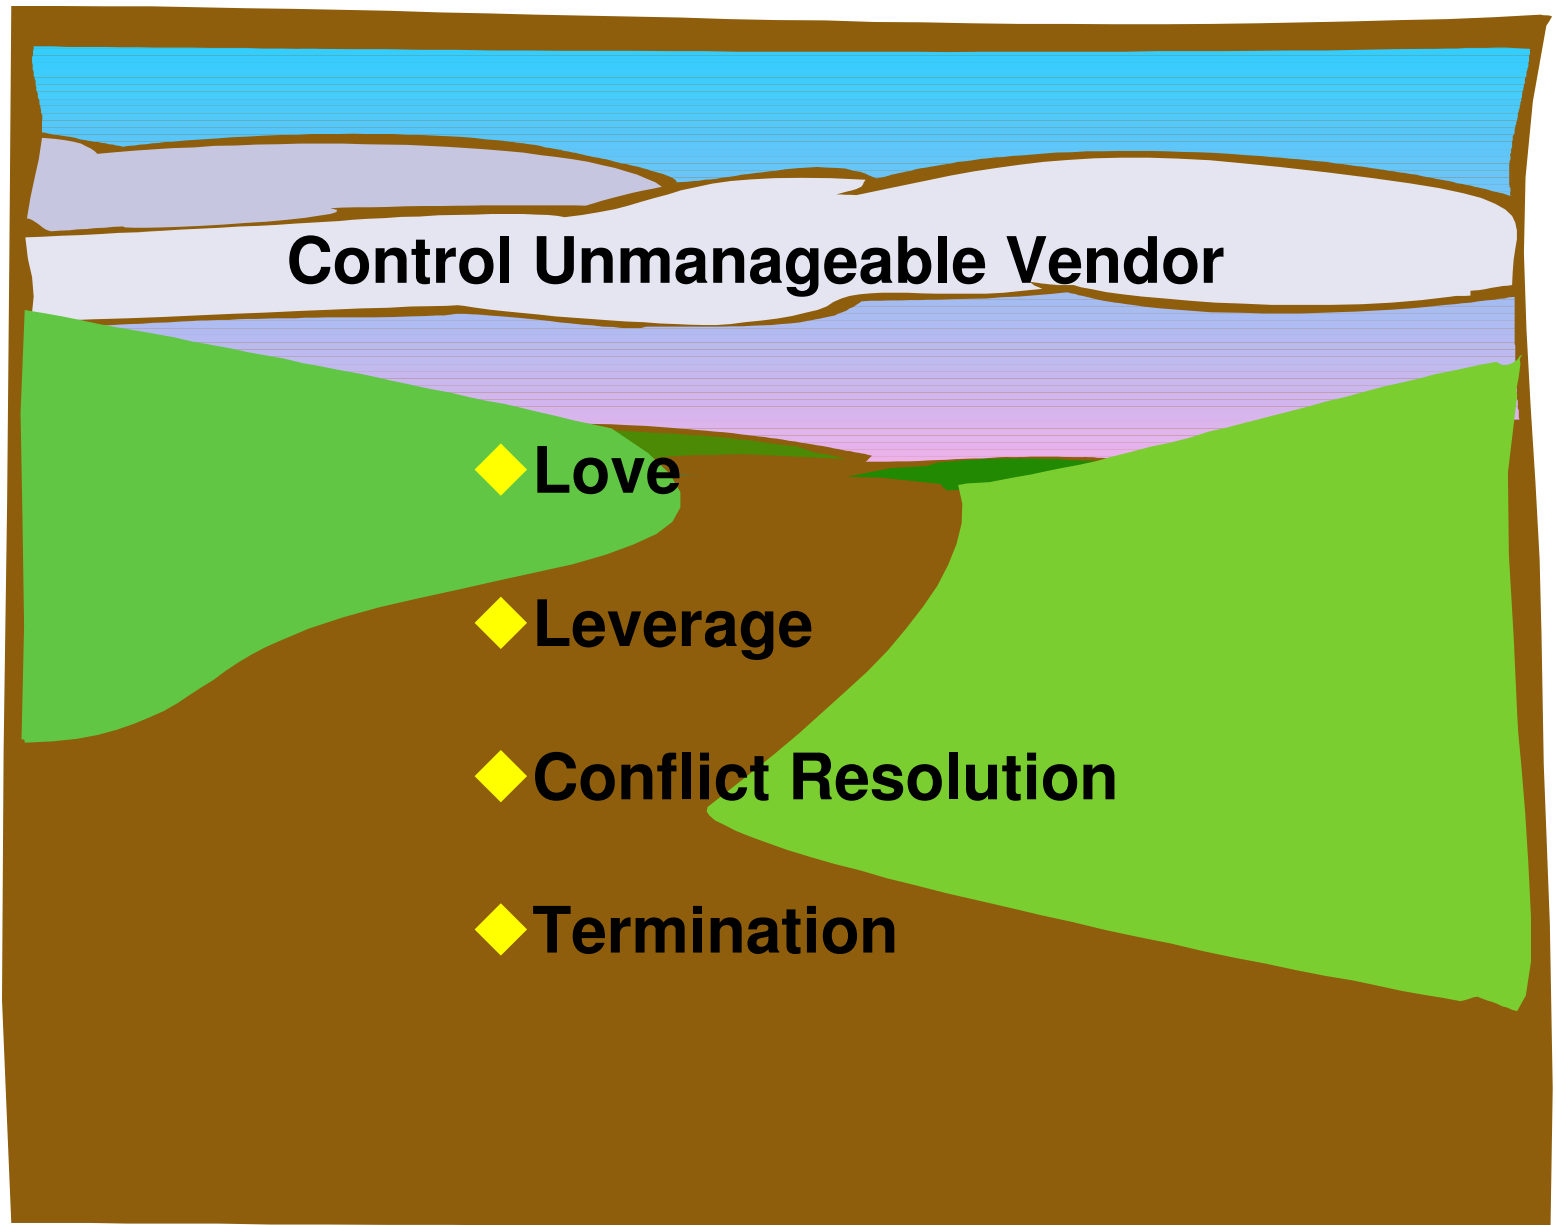 Control Unmanageable Vendor
Love
Leverage
Conflict Resolution
Termination